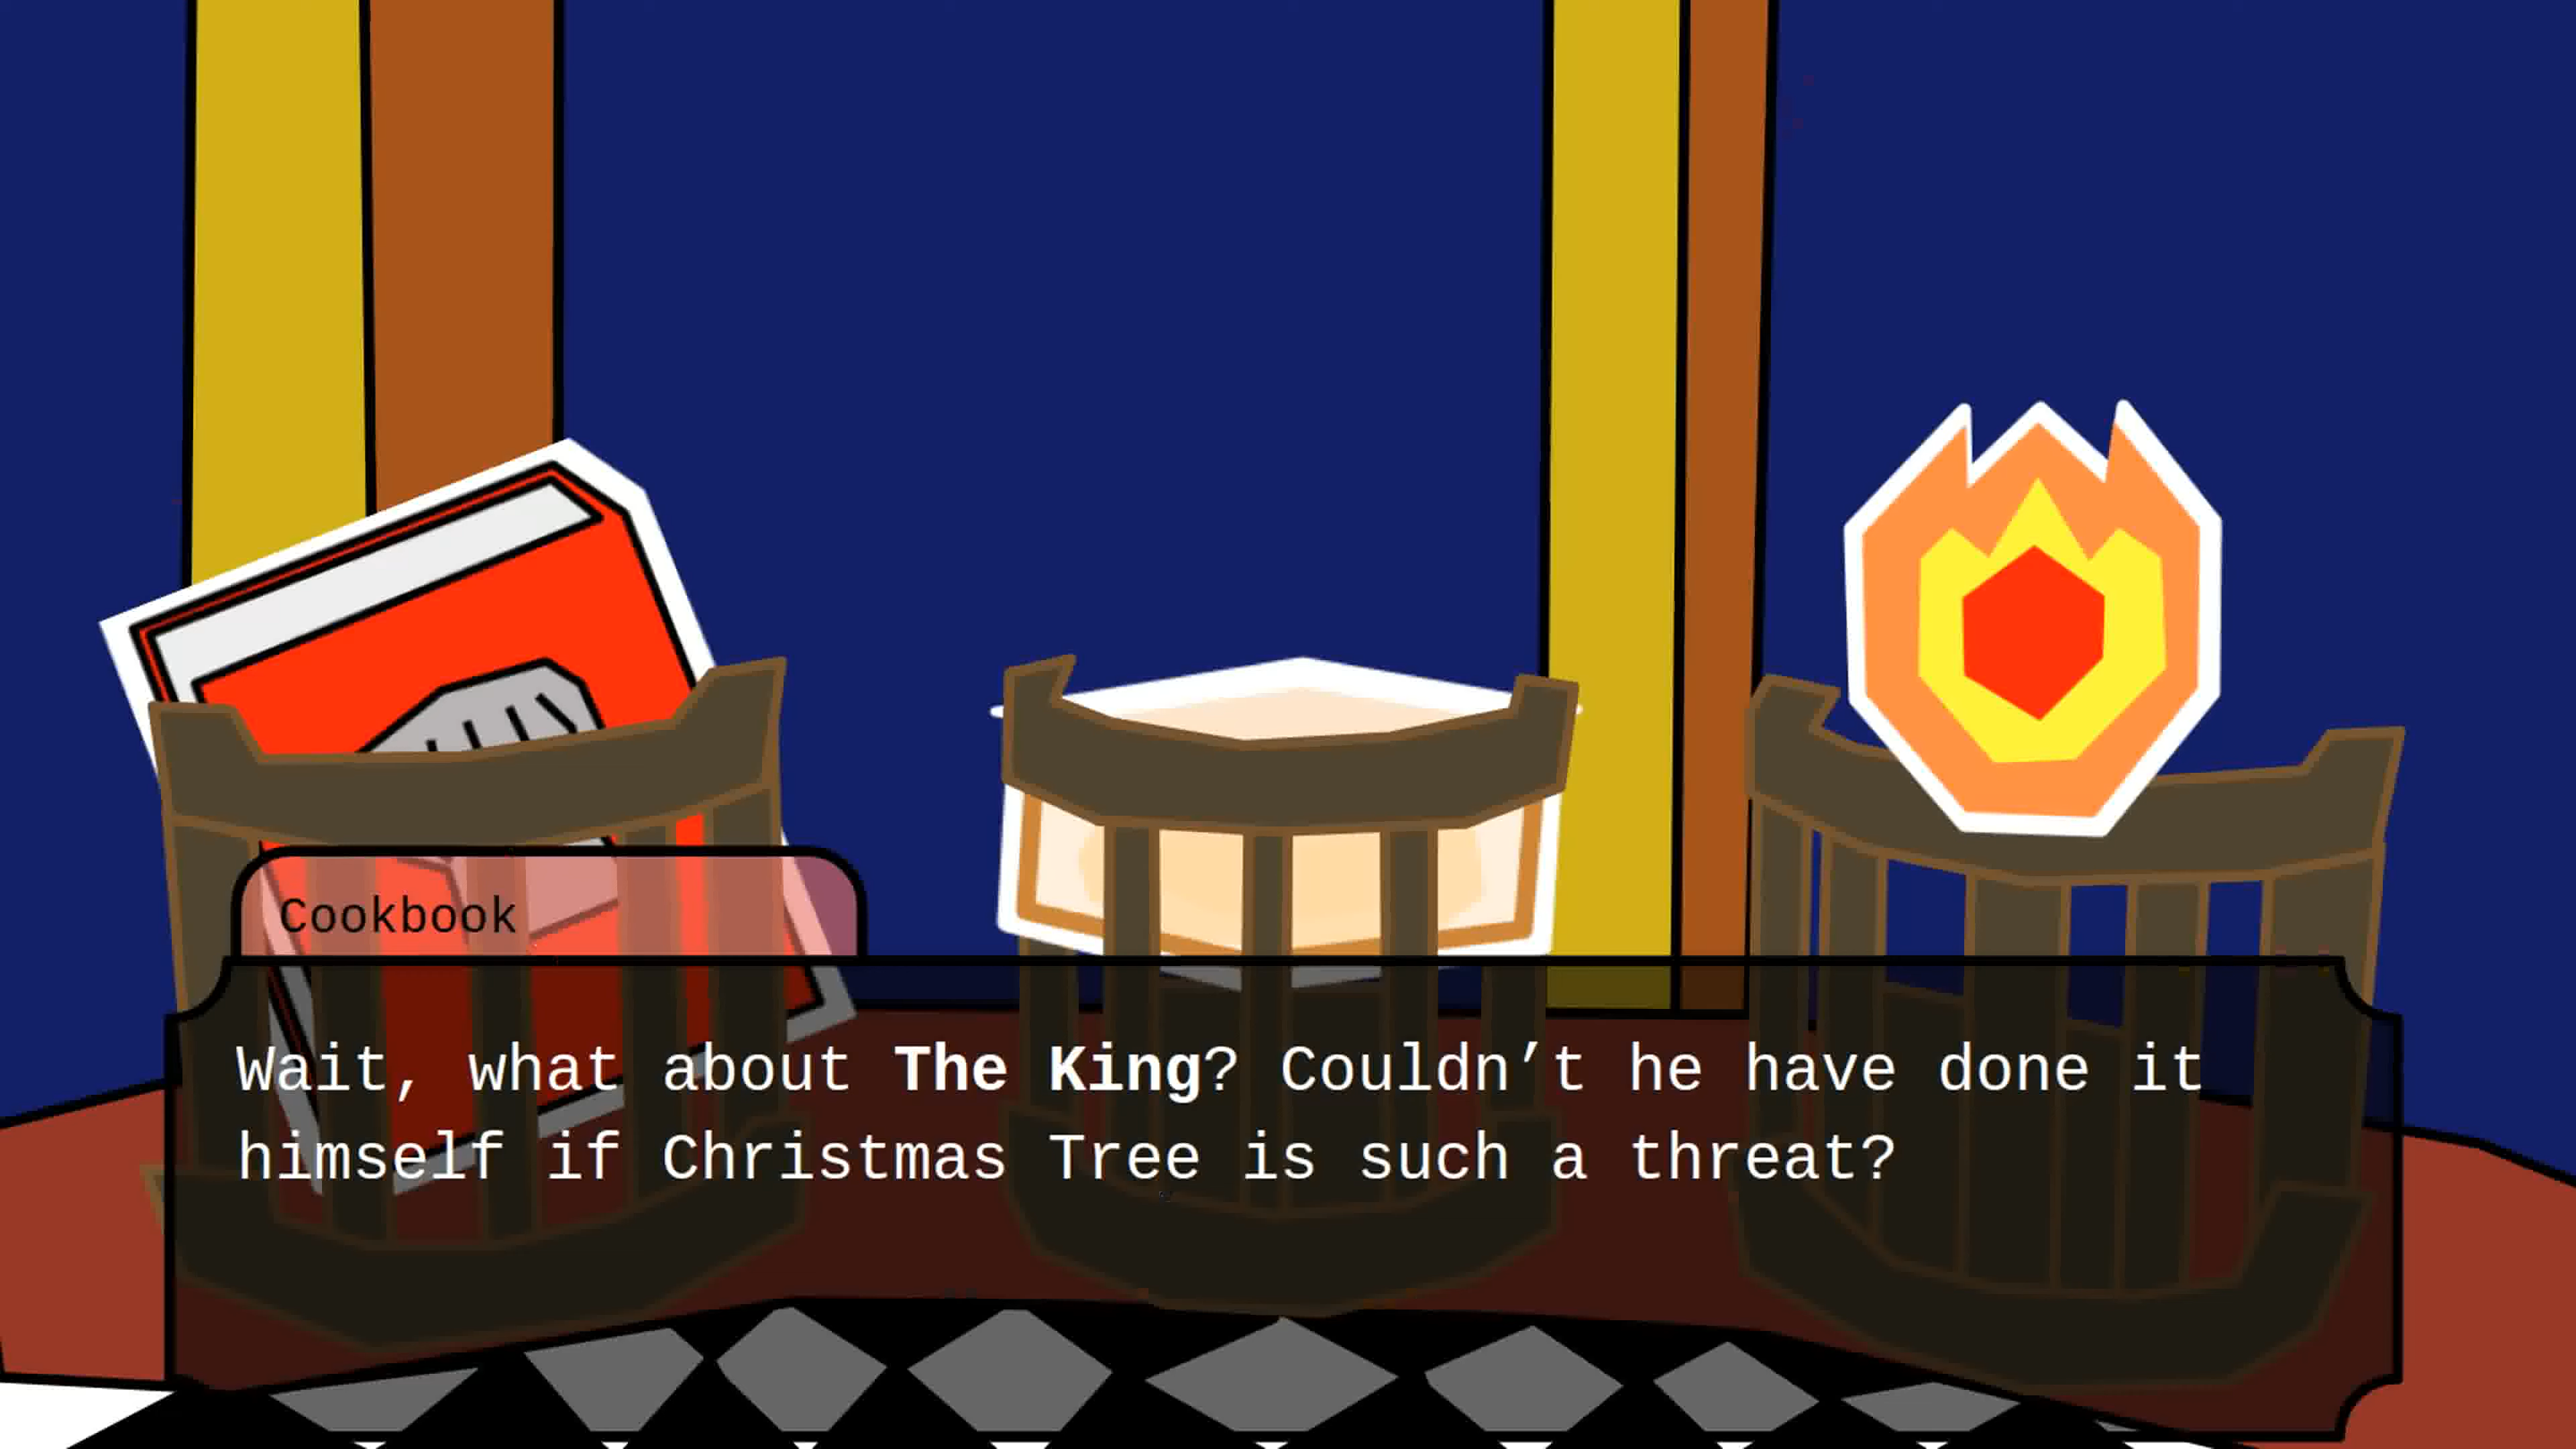 Cookbook
Wait, what about The King? Couldn’t he have done it
himself if Christmas Tree is such a threat?